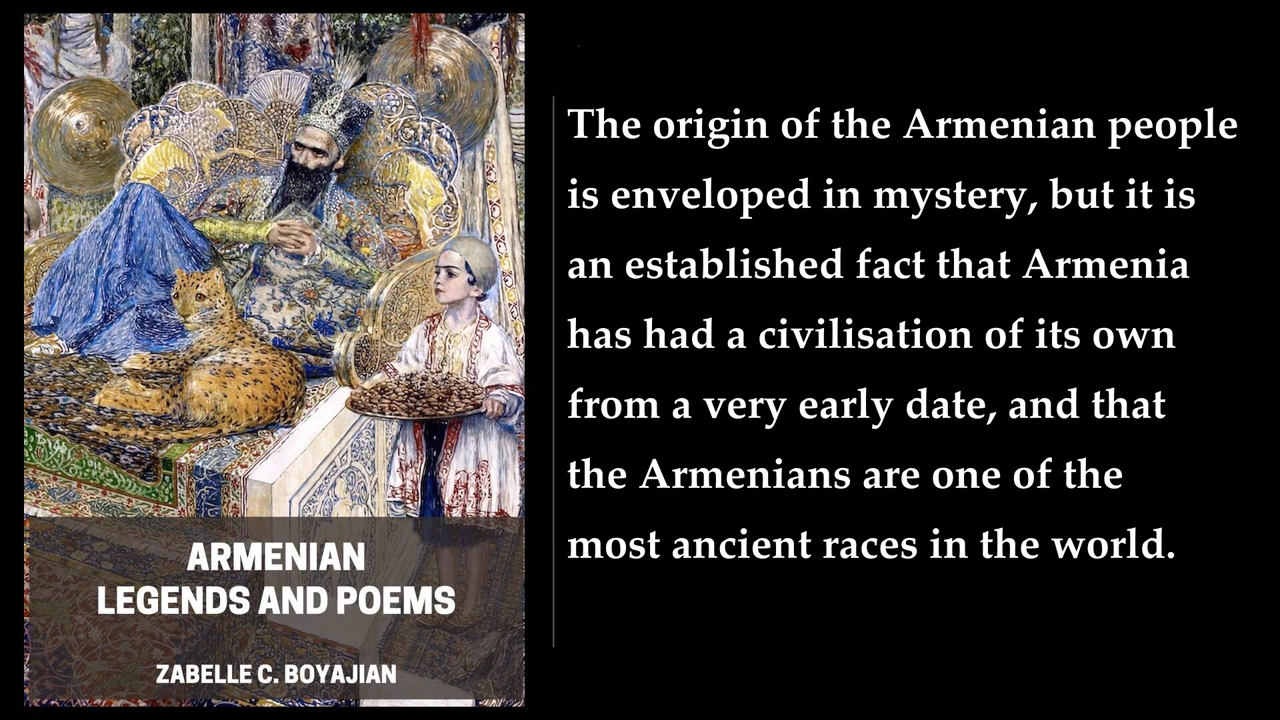 ARMENIAN
LEGENDS AND POEMS
ZABELLE C. BOYAJIAN
The origin of the Armenian people
is enveloped in mystery, but it is
an established fact that Armenia
has had a civilisation of its own
from a very early date, and that
the Armenians are one of the
most ancient races in the world.